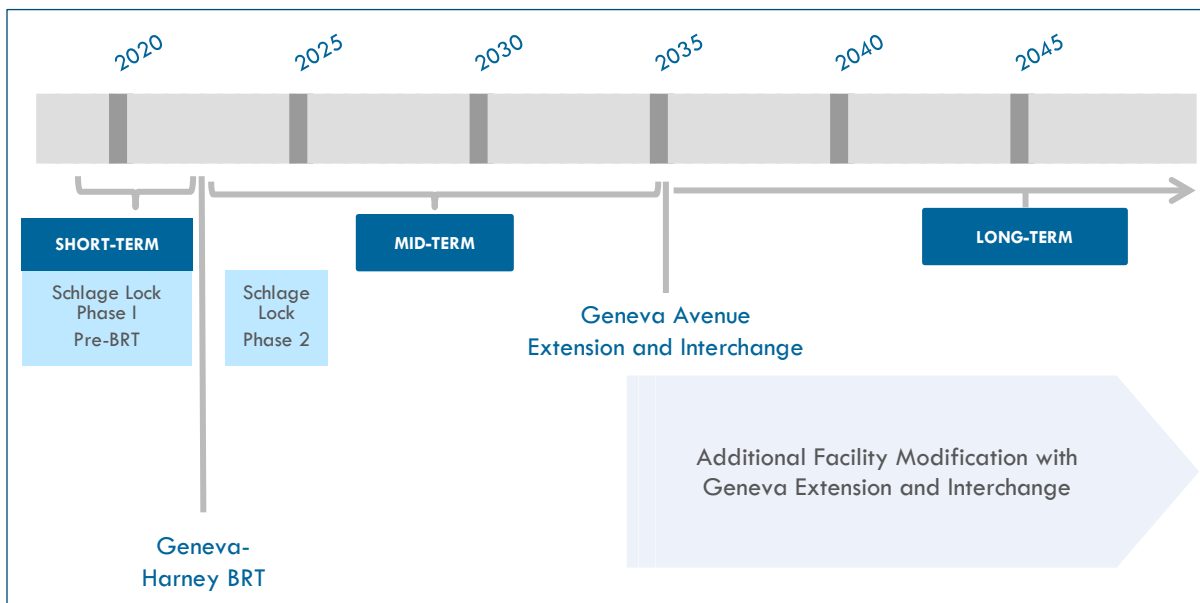 2020
2025
2030
2035
2040
2045
SHORT-TERM
MID-TERM
LONG-TERM
Schlage Lock
Phase I
Pre-BRT
Schlage
Lock
Phase 2
Geneva Avenue
Extension and Interchange
Additional Facility Modification with
Geneva Extension and Interchange
Geneva-
Harney BRT